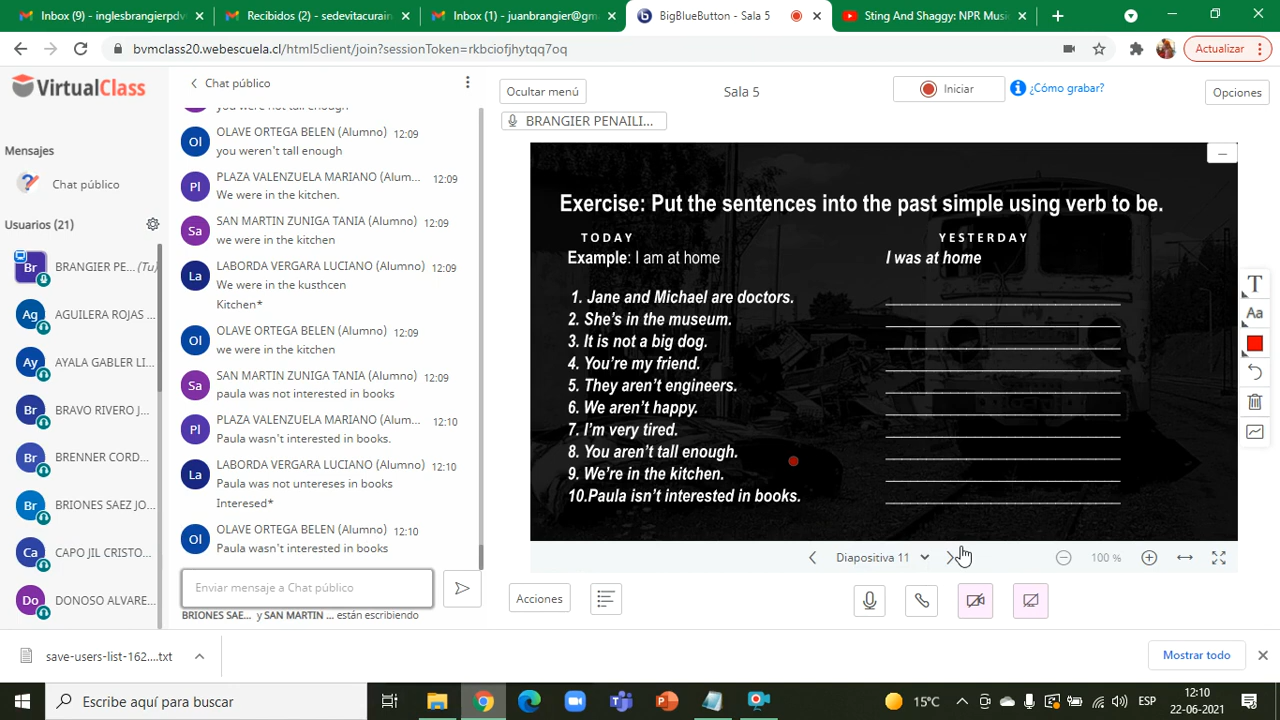 Inbox (9) - inglesbrangierpdv
Recibidos (2) - sedevitacurain
Inbox (1) - juanbrangier@gm
BigBlueButton - Sala 5
Sting And Shaggy: NPR Musi
bvmclass20.webescuela.cl/html5client/join?sessionToken=rkbciofjhytqq7oq
Actualizar
VirtualClass
Mensajes
Chat público
Usuarios (21)
BRANGIER PE... (Tu)
AGUILERA ROJAS ...
AYALA GABLER LI...
BRAVO RIVERO J...
BRENNER CORD...
BRIONES SAEZ JO...
CAPO JIL CRISTO...
DONOSO ALVARE...
Chat público
you were not tall enough
OLAVE ORTEGA BELEN (Alumno) 12:09
you weren't tall enough
PLAZA VALENZUELA MARIANO (Alum... 12:09
We were in the kitchen.
SAN MARTIN ZUNIGA TANIA (Alumno) 12:09
we were in the kitchen
LABORDA VERGARA LUCIANO (Alumno) 12:09
We were in the kusthcen
Kitchen*
OLAVE ORTEGA BELEN (Alumno) 12:09
we were in the kitchen
SAN MARTIN ZUNIGA TANIA (Alumno) 12:09
paula was not interested in books
PLAZA VALENZUELA MARIANO (Alum... 12:10
Paula wasn't interested in books.
LABORDA VERGARA LUCIANO (Alumno) 12:10
Paula was not untereses in books
Interesed*
OLAVE ORTEGA BELEN (Alumno) 12:10
Paula wasn't interested in books
Enviar mensaje a Chat público
BRIONES SAE... y SAN MARTIN ... están escribiendo
Ocultar menú
Sala 5
Iniciar
¿Cómo grabar?
Opciones
BRANGIER PENAILI...
Exercise: Put the sentences into the past simple using verb to be.
TODAY
YESTERDAY
Example: I am at home
I was at home
1. Jane and Michael are doctors.
2. She's in the museum.
3. It is not a big dog.
4. You're my friend.
5. They aren't engineers.
6. We aren't happy.
7. I'm very tired.
8. You aren't tall enough.
9. We're in the kitchen.
10.Paula isn't interested in books.
Diapositiva 11
100 %
Acciones
save-users-list-162....txt
Mostrar todo
Escribe aquí para buscar
15°C
ESP
12:10
22-06-2021